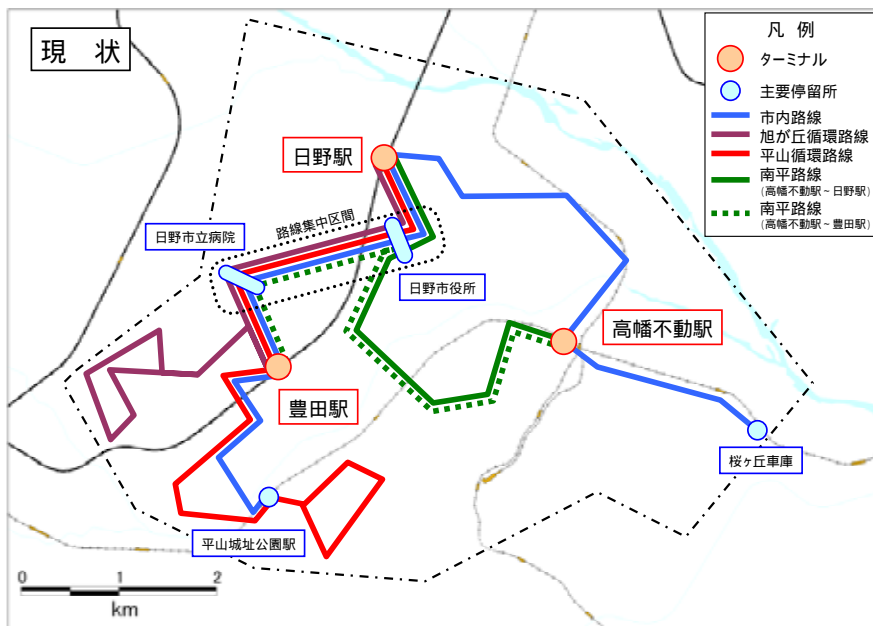 現 状
凡 例
ターミナル
主要停留所
市内路線
旭が丘循環路線
平山循環路線
南平路線
(高幡不動駅~日野駅)
南平路線
(高幡不動駅~豊田駅)
日野駅
路線集中区間
日野市立病院
日野市役所
高幡不動駅
豊田駅
桜ヶ丘車庫
平山城址公園駅
0 1 2
km